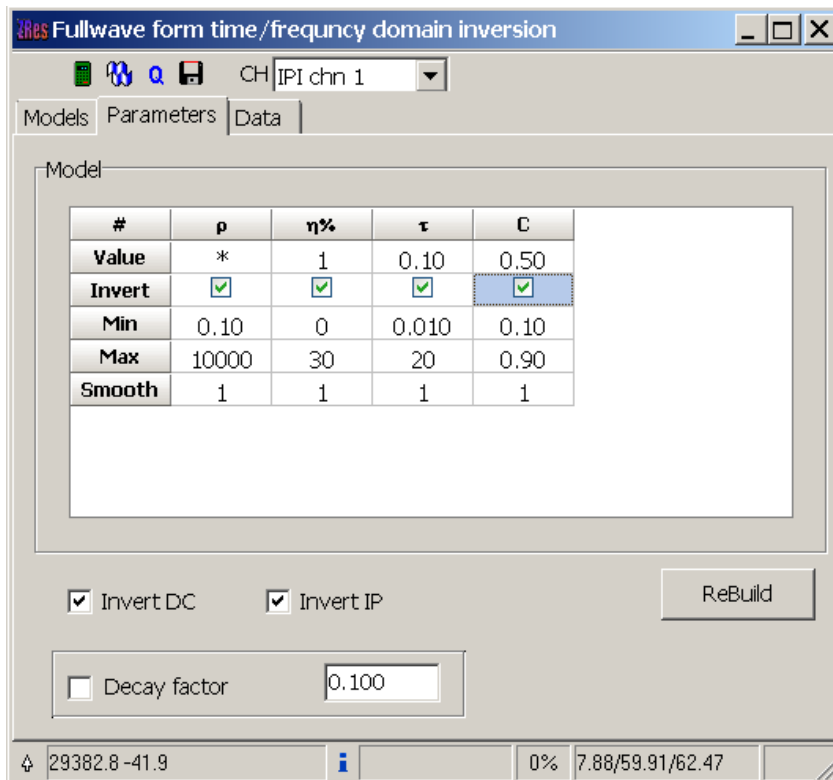 2Res Fullwave form time/frequncy domain inversion
Q CH IPI chn 1
Models Parameters Data
Model
# ρ η% τ C
Value * 1 0.10 0.50
Invert
Min 0.10 0 0.010 0.10
Max 10000 30 20 0.90
Smooth 1 1 1 1
Invert DC Invert IP ReBuild
Decay factor 0.100
29382.8 -41.9 i 0% 7.88/59.91/62.47